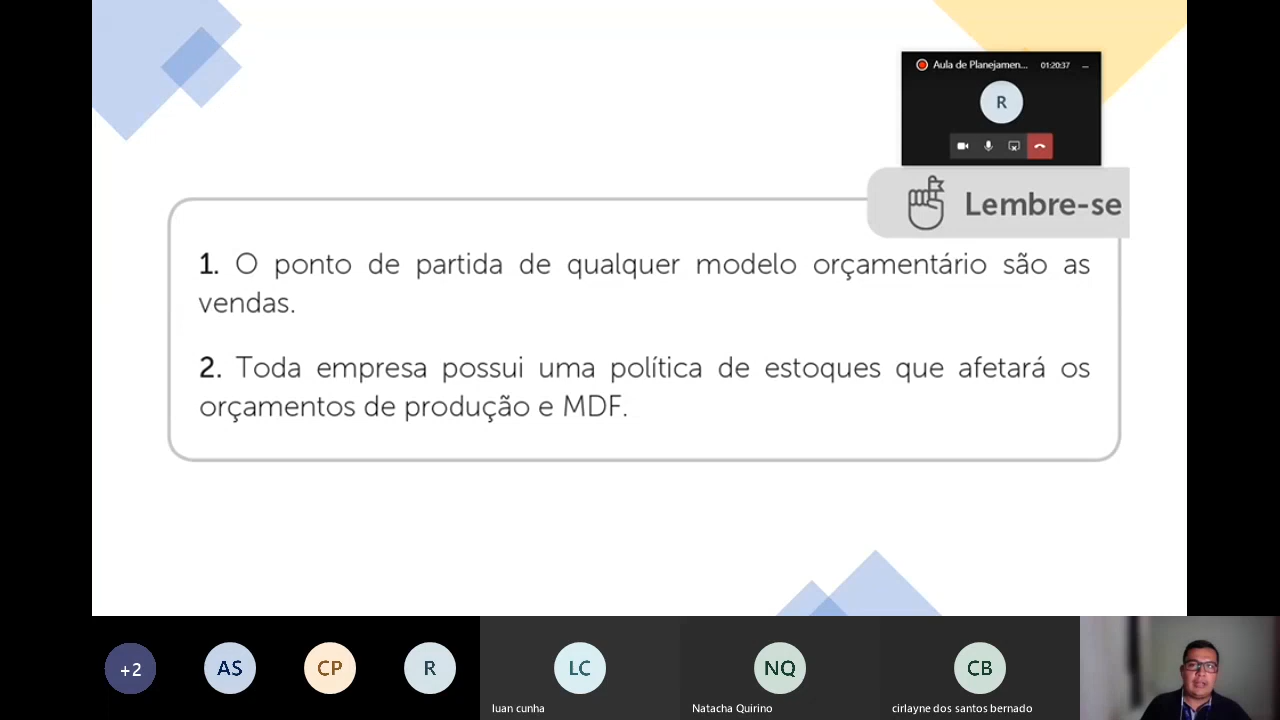 Aula de Planejamen... 01:20:37
R
Lembre-se
1. O ponto de partida de qualquer modelo orçamentário são as
vendas.
2. Toda empresa possui uma política de estoques que afetará os
orçamentos de produção e MDF.
+2
AS
CP
R
LC
NQ
CB
luan cunha
Natacha Quirino
cirlayne dos santos bernado